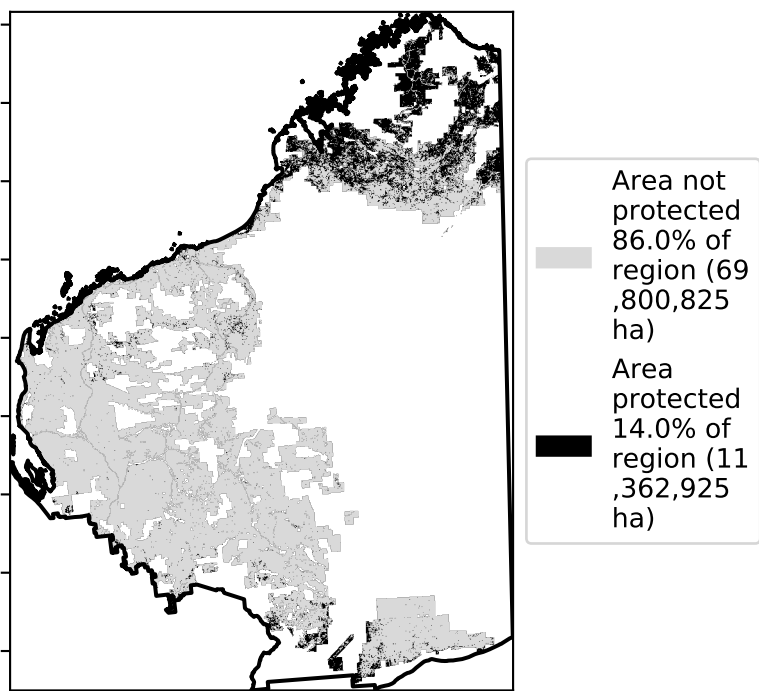 Area not
protected
86.0% of
region (69
,800,825
ha)
Area
protected
14.0% of
region (11
,362,925
ha)